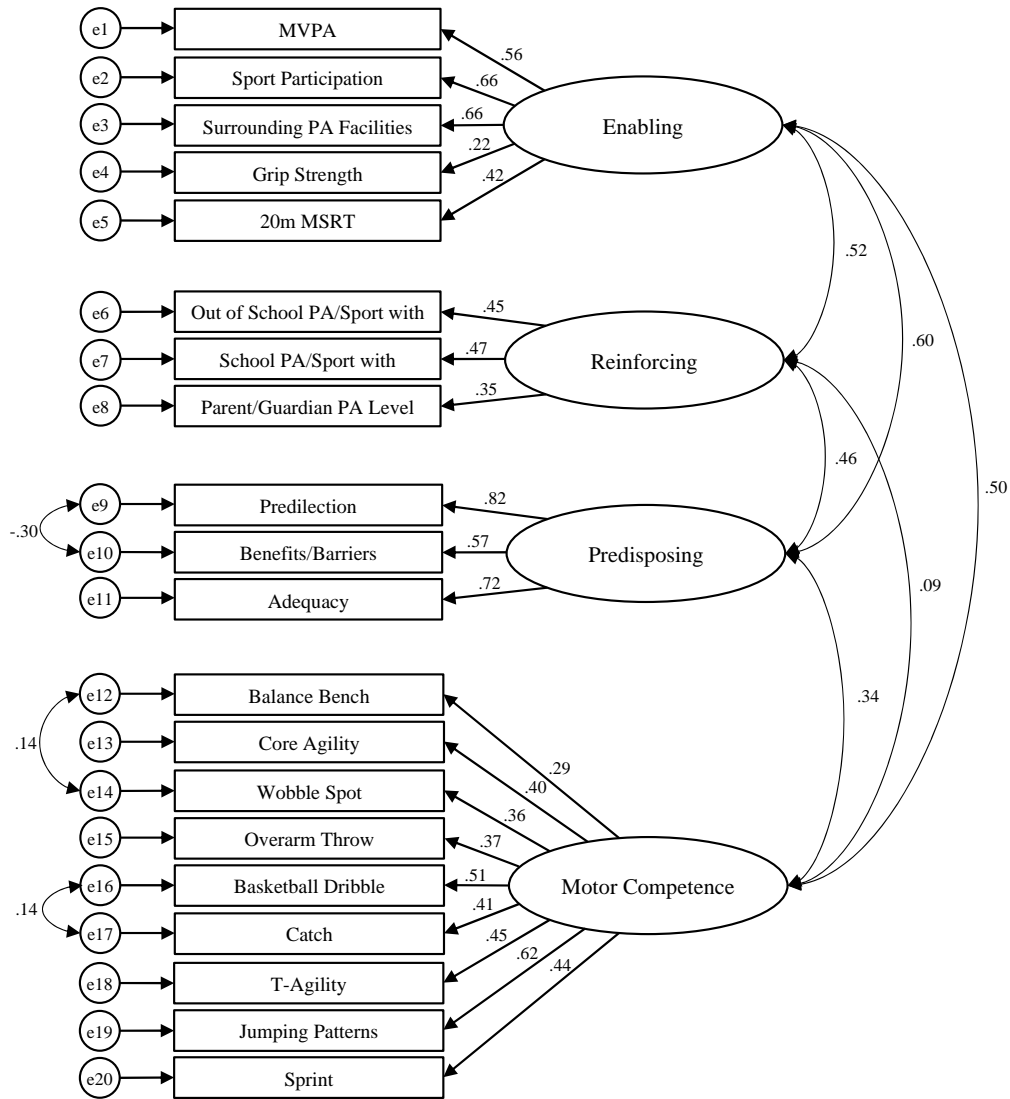 e1 MVPA
.56
e2 Sport Participation
.66
e3 Surrounding PA Facilities
.66
Enabling
e4 Grip Strength
.22
e5 20m MSRT
.42
.52
e6 Out of School PA/Sport with
.45
e7 School PA/Sport with
.47
Reinforcing
.60
e8 Parent/Guardian PA Level
.35
.46
.50
e9 Predilection
.82
-.30
e10 Benefits/Barriers
.57
Predisposing
e11 Adequacy
.72
.09
e12 Balance Bench
.29
.34
.14
e13 Core Agility
.40
e14 Wobble Spot
.36
e15 Overarm Throw
.37
e16 Basketball Dribble
.51
Motor Competence
.14
e17 Catch
.41
e18 T-Agility
.45
e19 Jumping Patterns
.62
e20 Sprint
.44